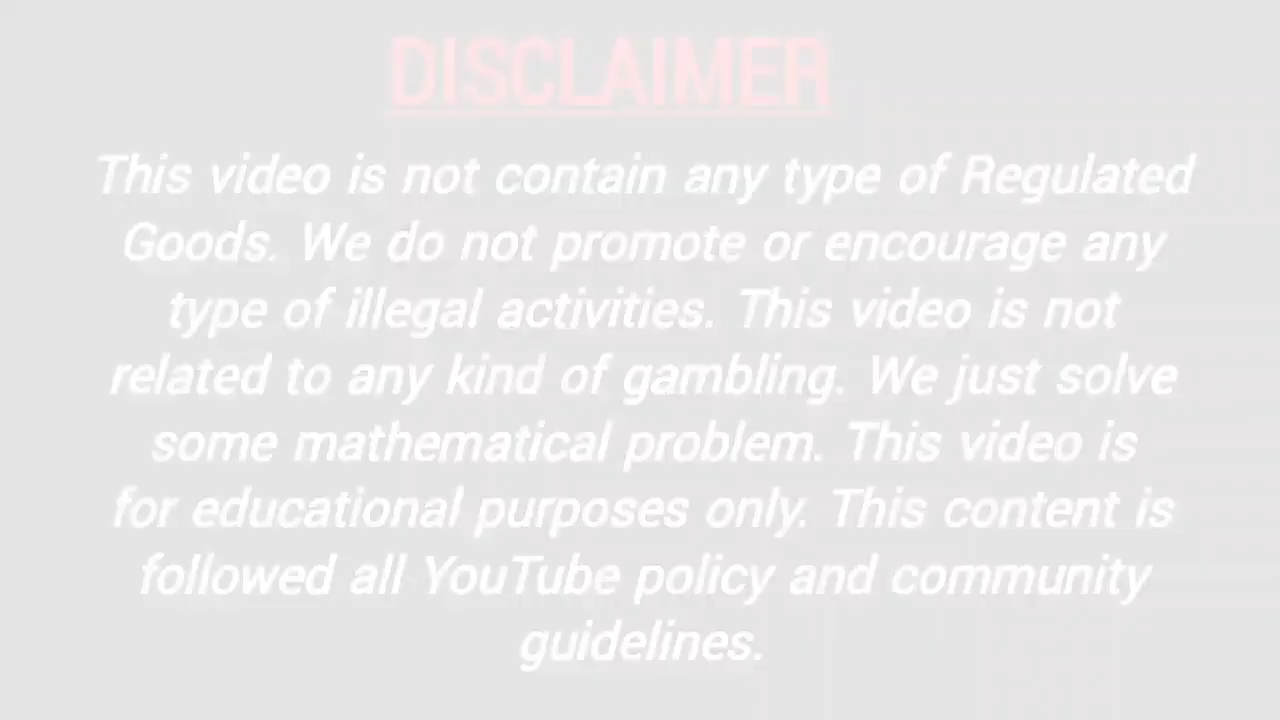 DISCLAIMER
This video is not contain any type of Regulated
Goods. We do not promote or encourage any
type of illegal activities. This video is not
related to any kind of gambling. We just solve
some mathematical problem. This video is
for educational purposes only. This content is
followed all YouTube policy and community
guidelines.